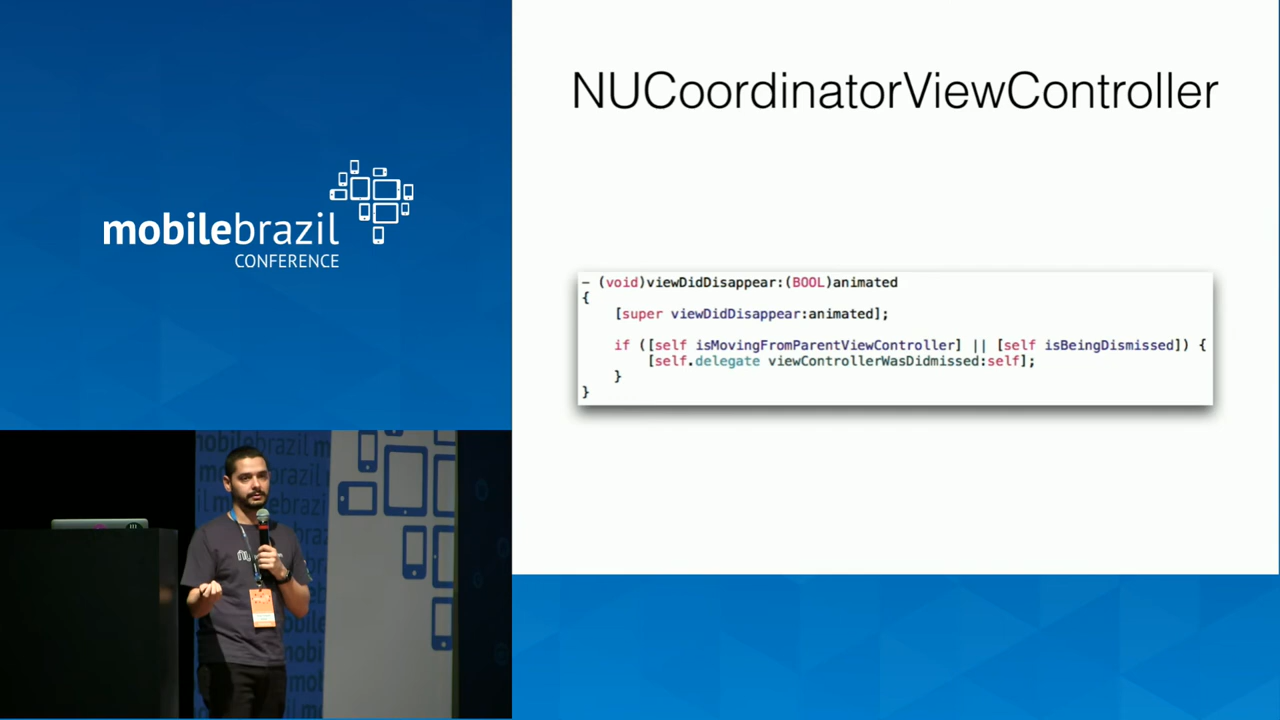 mobilebrazil
CONFERENCE
NUCoordinatorViewController
– (void)viewDidDisappear:(BOOL)animated
{
[super viewDidDisappear:animated];
if ([self isMovingFromParentViewController] || [self isBeingDismissed]) {
[self.delegate viewControllerWasDidmissed:self];
}
}
mobilebrazil m